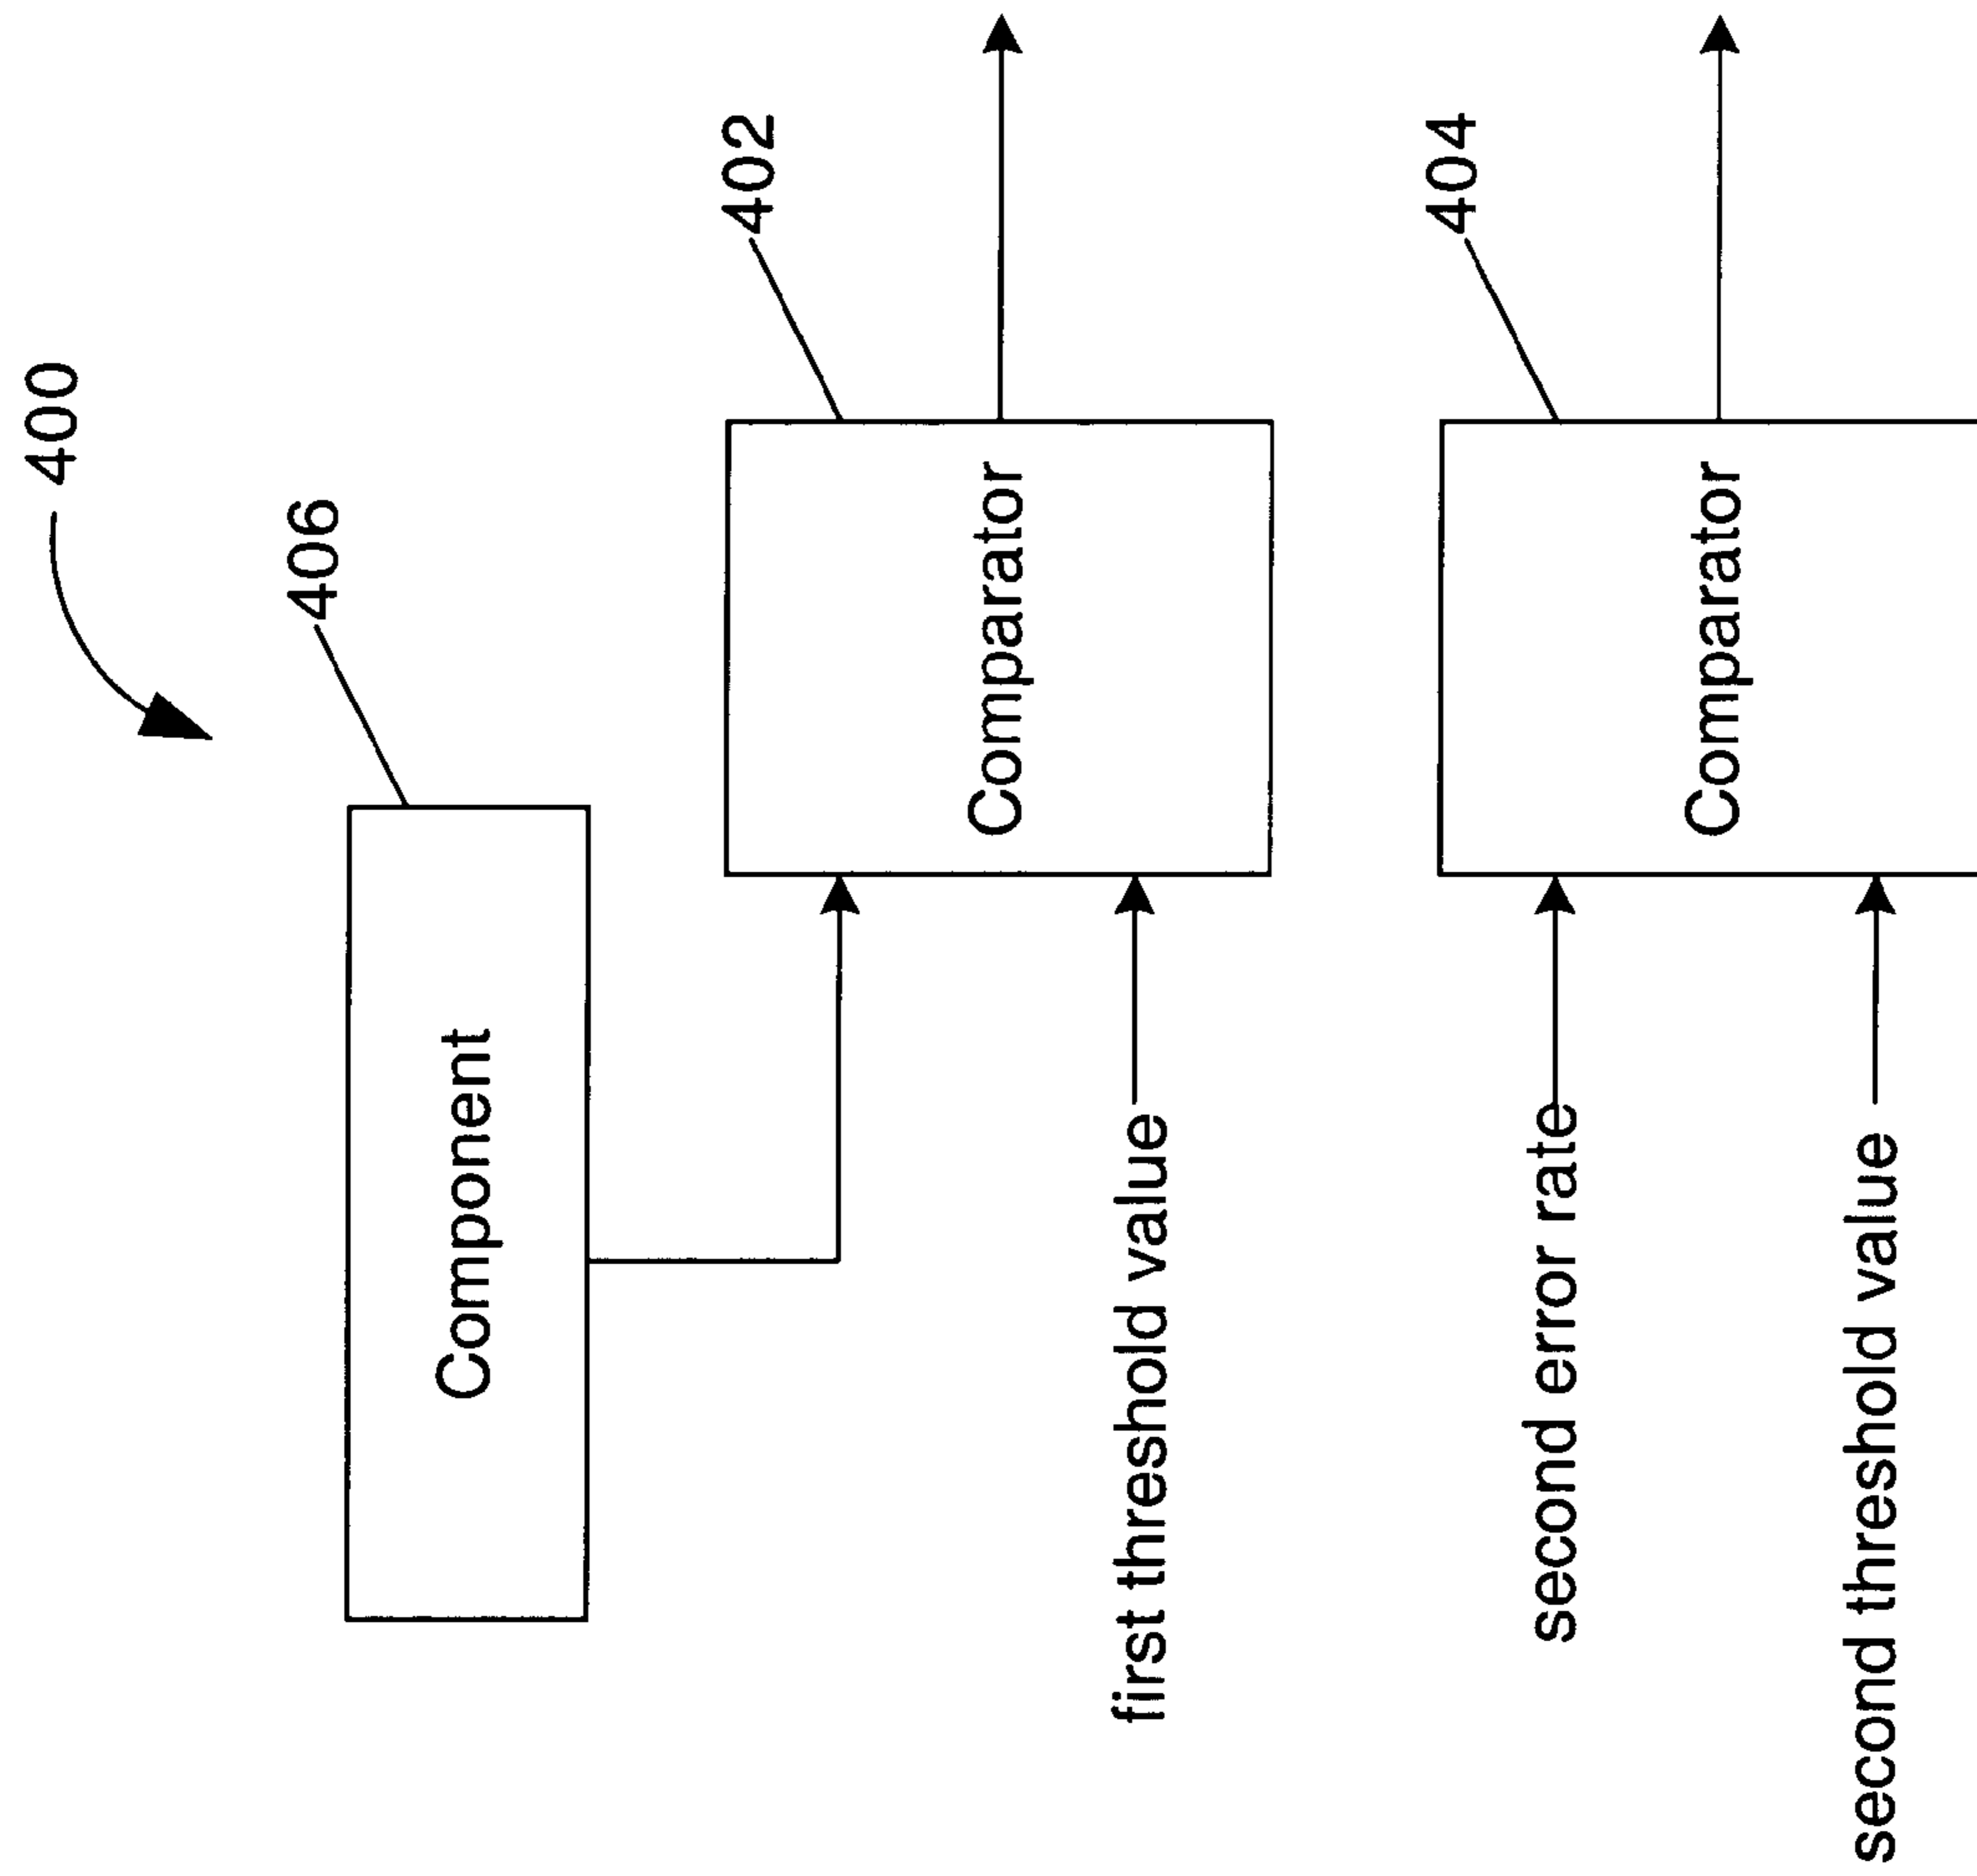 400
406
Component
402
Comparator
first threshold value
404
Comparator
second error rate
second threshold value